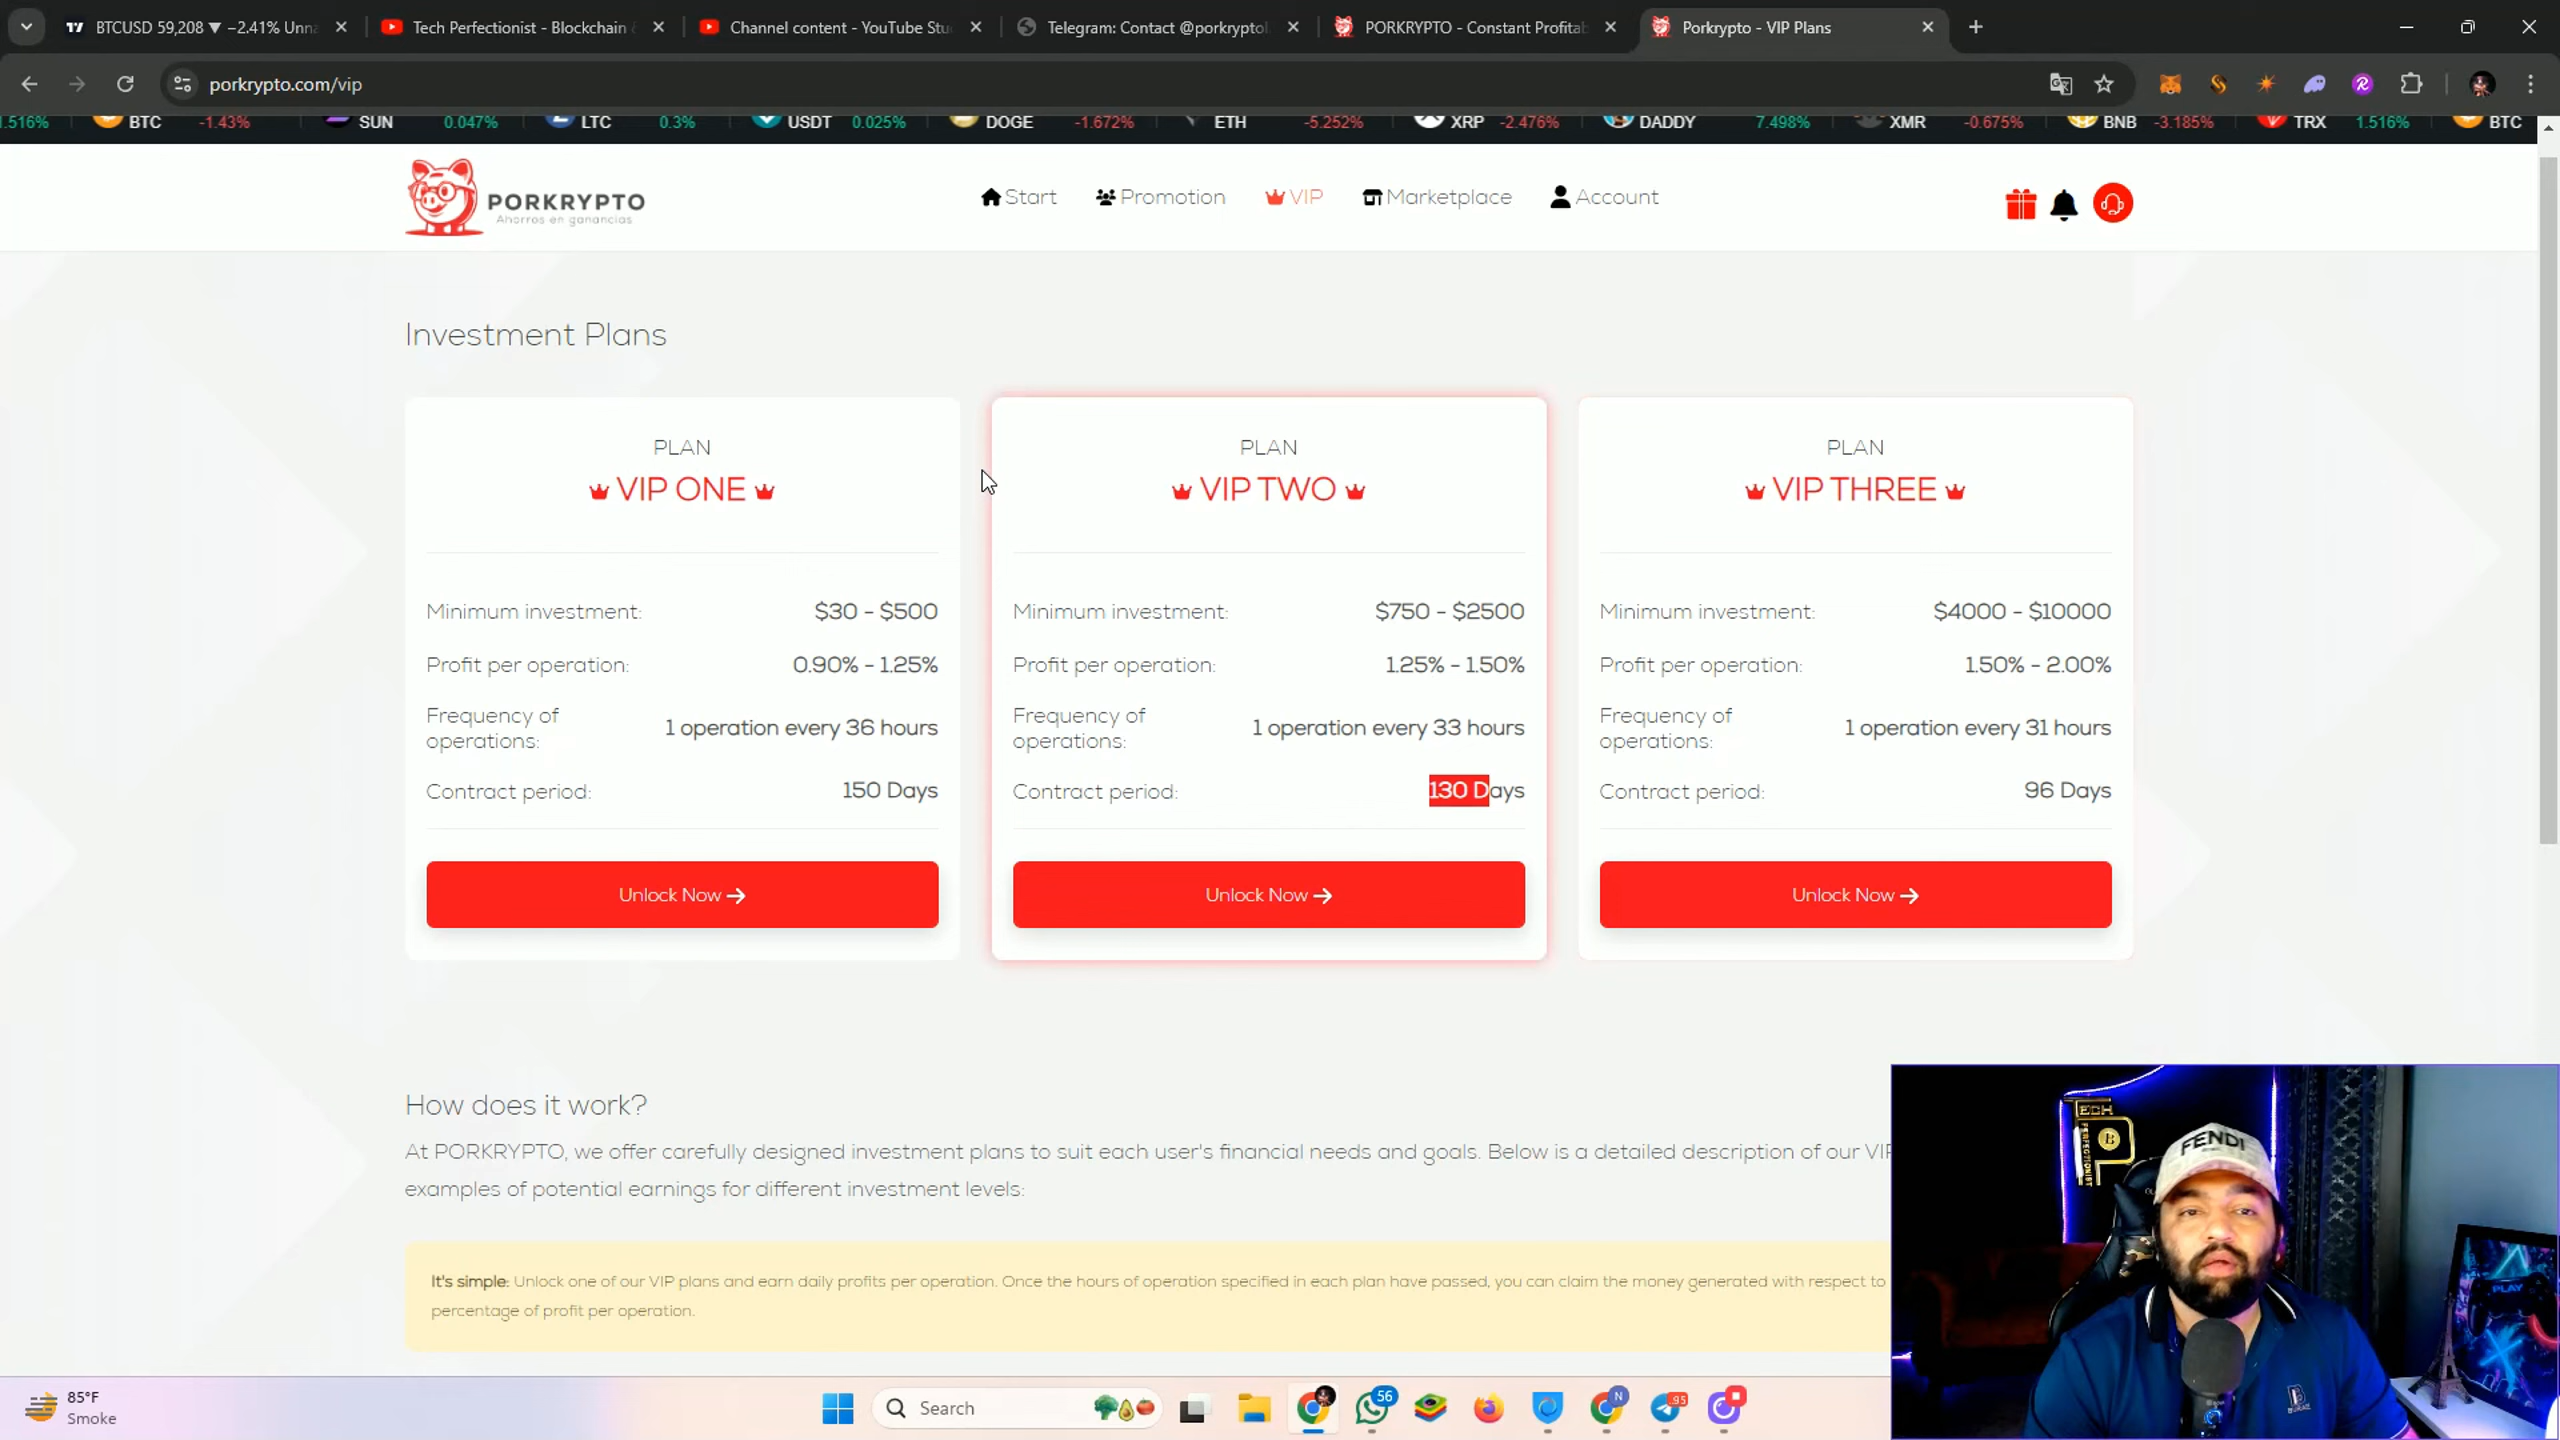 BTCUSD 59,208 ▼ −2.41% Unna
Tech Perfectionist - Blockchain
Channel content - YouTube Stu
Telegram: Contact @porkryptol
PORKRYPTO - Constant Profitab
Porkrypto - VIP Plans
porkrypto.com/vip
1.516% BTC -1.43% SUN 0.047% LTC 0.3% USDT 0.025% DOGE -1.672% ETH -5.252% XRP -2.476% DADDY 7.498% XMR -0.675% BNB -3.185% TRX 1.516% BTC
PORKRYPTO
Ahorros en ganancias
Start Promotion VIP Marketplace Account
Investment Plans
PLAN
VIP ONE
Minimum investment: $30 - $500
Profit per operation: 0.90% - 1.25%
Frequency of
operations: 1 operation every 36 hours
Contract period: 150 Days
Unlock Now →
PLAN
VIP TWO
Minimum investment: $750 - $2500
Profit per operation: 1.25% - 1.50%
Frequency of
operations: 1 operation every 33 hours
Contract period: 130 Days
Unlock Now →
PLAN
VIP THREE
Minimum investment: $4000 - $10000
Profit per operation: 1.50% - 2.00%
Frequency of
operations: 1 operation every 31 hours
Contract period: 96 Days
Unlock Now →
How does it work?
At PORKRYPTO, we offer carefully designed investment plans to suit each user's financial needs and goals. Below is a detailed description of our VIP
examples of potential earnings for different investment levels:
It's simple: Unlock one of our VIP plans and earn daily profits per operation. Once the hours of operation specified in each plan have passed, you can claim the money generated with respect to
percentage of profit per operation.
TECH
PERFECTIONIST
B
FENDI
PLAY
85°F
Smoke
Search
56
N
95